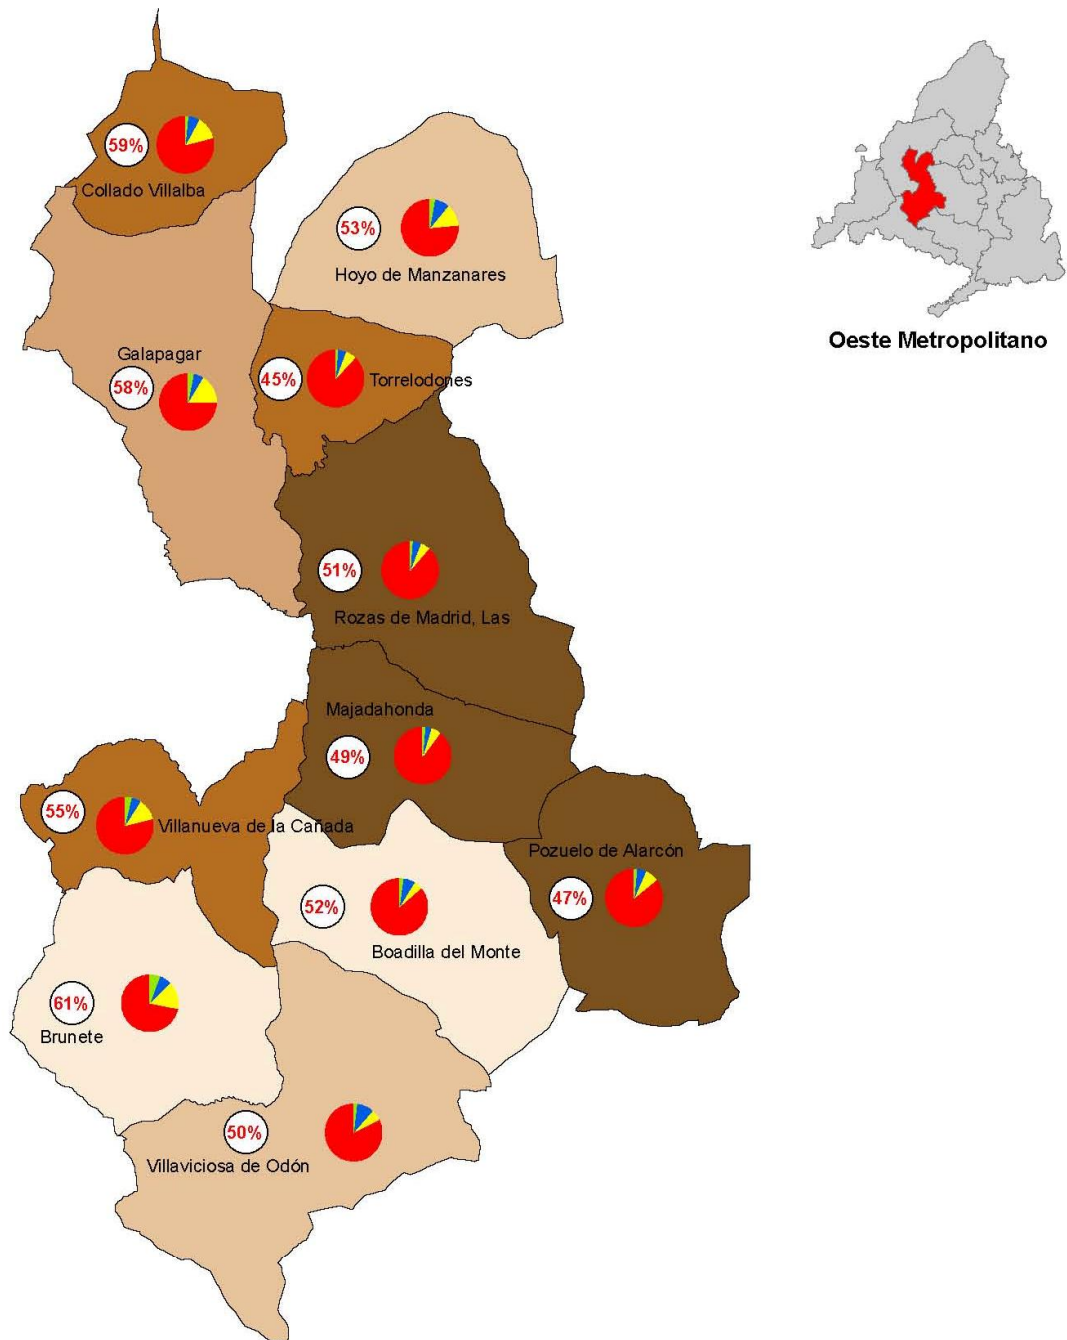 59%
Collado Villalba
53%
Hoyo de Manzanares
Oeste Metropolitano
Galapagar
58%
45%
Torrelodones
51%
Rozas de Madrid, Las
Majadahonda
49%
55%
Villanueva de la Cañada
Pozuelo de Alarcón
47%
52%
Boadilla del Monte
61%
Brunete
50%
Villaviciosa de Odón